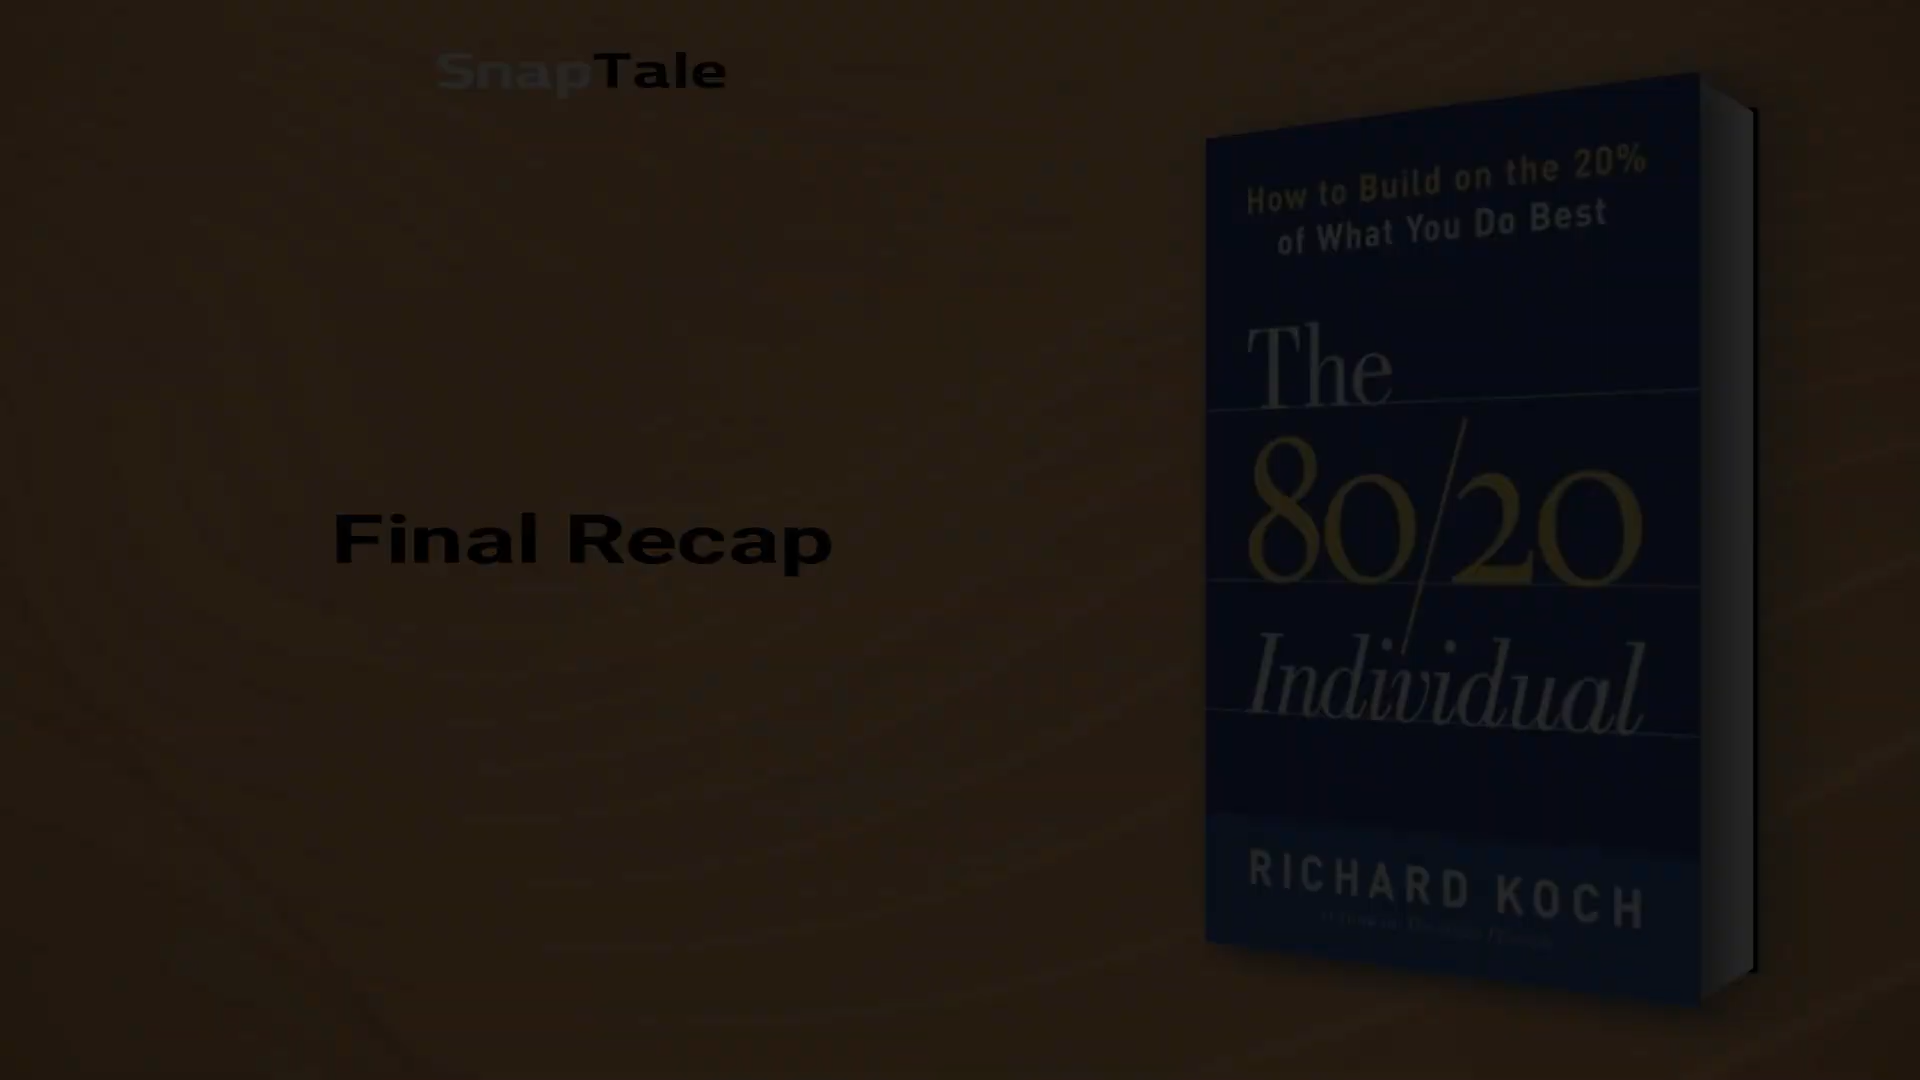 SnapTale
Final Recap
How to Build on the 20%
of What You Do Best
The
80/20
Individual
RICHARD KOCH